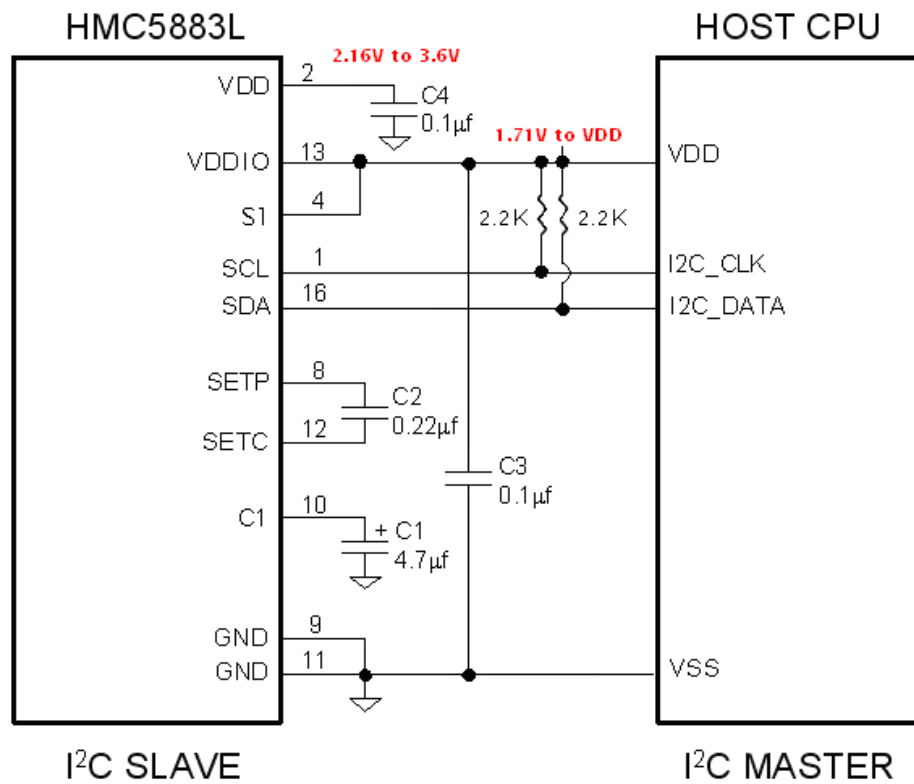 HMC5883L
HOST CPU
2.16V to 3.6V
VDD 2
C4
0.1µf
1.71V to VDD
VDDIO 13
VDD
S1 4
2.2K 2.2K
SCL 1
I2C_CLK
SDA 16
I2C_DATA
SETP 8
C2
0.22µf
SETC 12
C3
0.1µf
C1 10
+ C1
4.7µf
GND 9
GND 11
VSS
I²C SLAVE
I²C MASTER